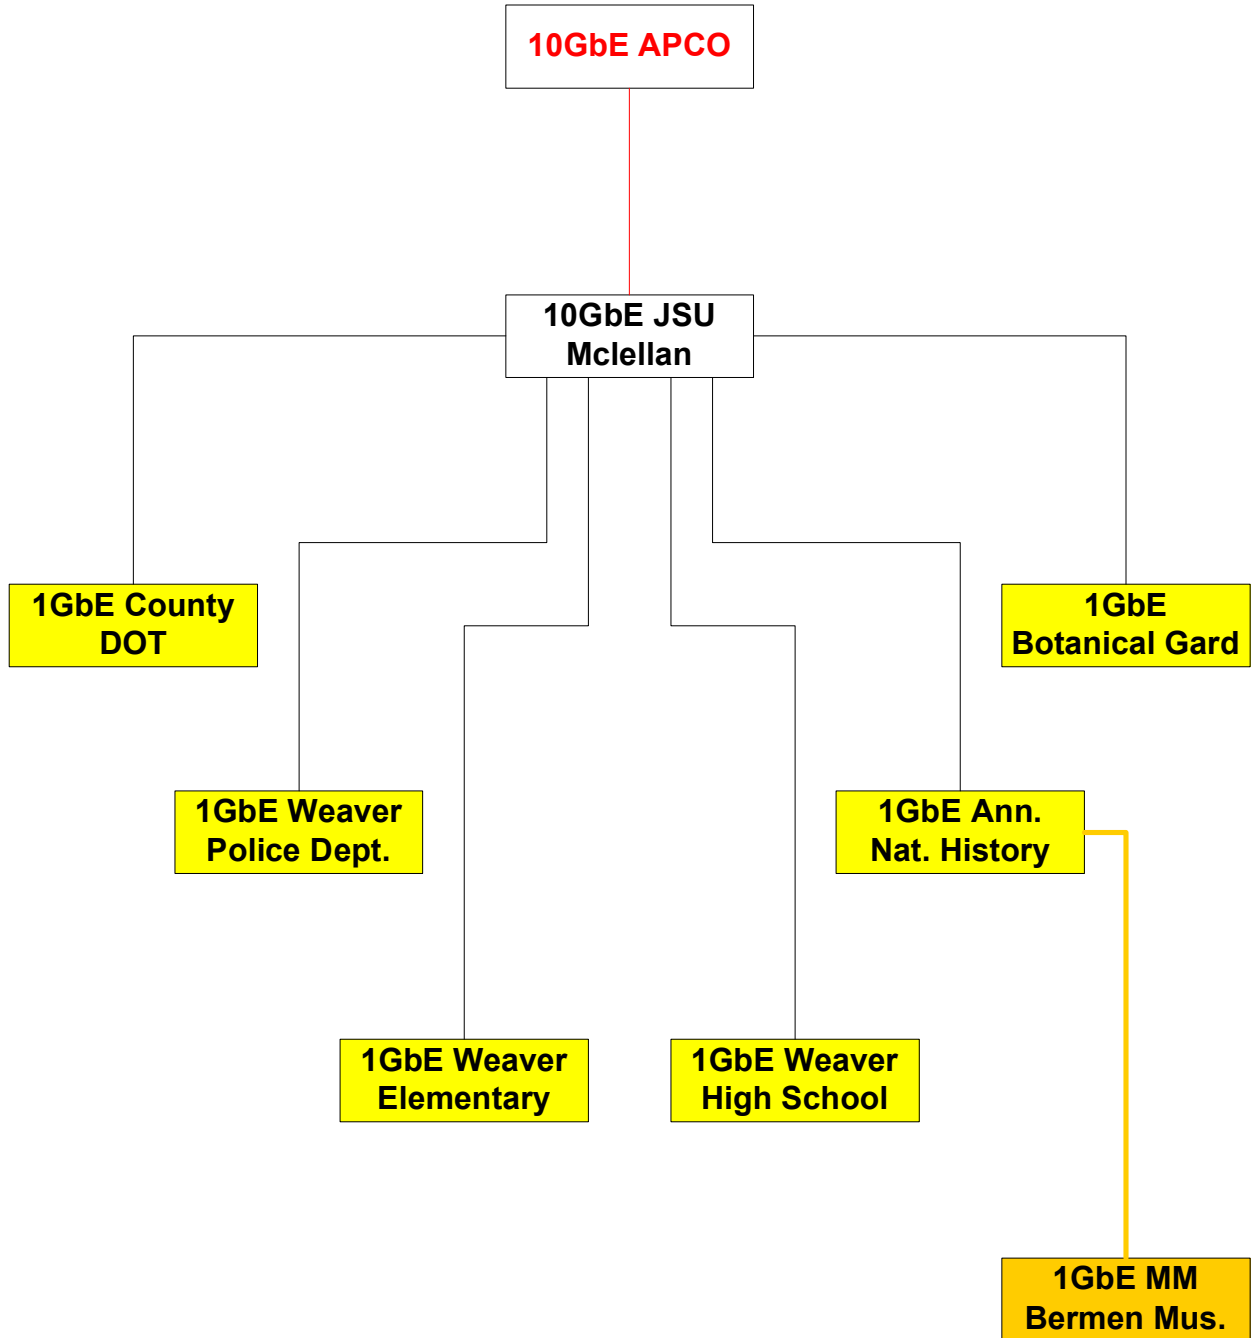 10GbE APCO
10GbE JSU
Mclellan
1GbE County
DOT
1GbE
Botanical Gard
1GbE Weaver
Police Dept.
1GbE Ann.
Nat. History
1GbE Weaver
Elementary
1GbE Weaver
High School
1GbE MM
Bermen Mus.